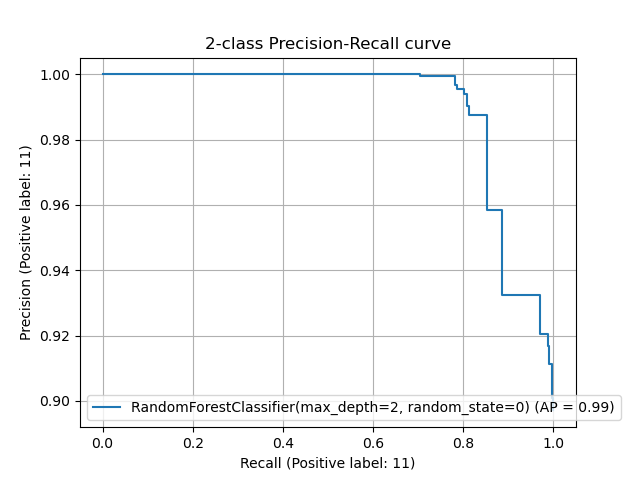 2-class Precision-Recall curve
Precision (Positive label: 11)
1.00
0.98
0.96
0.94
0.92
0.90
RandomForestClassifier(max_depth=2, random_state=0) (AP = 0.99)
0.0 0.2 0.4 0.6 0.8 1.0
Recall (Positive label: 11)